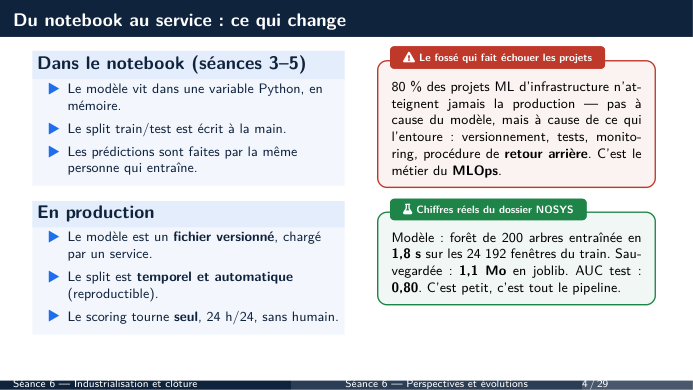 Du notebook au service : ce qui change
Dans le notebook (séances 3–5)
Le modèle vit dans une variable Python, en
mémoire.
Le split train/test est écrit à la main.
Les prédictions sont faites par la même
personne qui entraîne.
En production
Le modèle est un fichier versionné, chargé
par un service.
Le split est temporel et automatique
(reproductible).
Le scoring tourne seul, 24 h/24, sans humain.
Le fossé qui fait échouer les projets
80 % des projets ML d'infrastructure n'at-
teignent jamais la production — pas à
cause du modèle, mais à cause de ce qui
l'entoure : versionnement, tests, monito-
ring, procédure de retour arrière. C'est le
métier du MLOps.
Chiffres réels du dossier NOSYS
Modèle : forêt de 200 arbres entraînée en
1,8 s sur les 24 192 fenêtres du train. Sau-
vegardée : 1,1 Mo en joblib. AUC test :
0,80. C'est petit, c'est tout le pipeline.
Séance 6 — Industrialisation et clôture
Séance 6 — Perspectives et évolutions
4 / 29